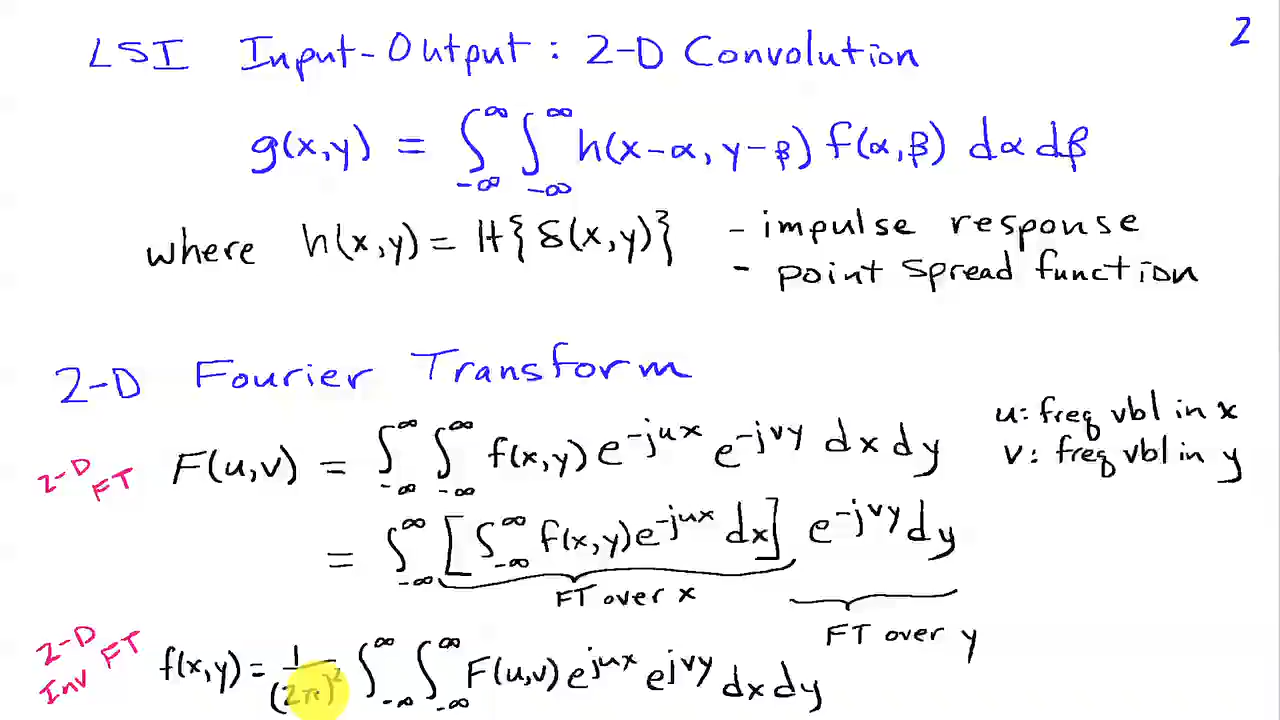 2
LSI Input-Output: 2-D Convolution
g(x,y) = ∫_{-∞}^{∞} ∫_{-∞}^{∞} h(x-α, y-β) f(α,β) dα dβ
where h(x,y) = H{δ(x,y)} - impulse response
- point spread function
2-D Fourier Transform
u: freq vbl in x
v: freq vbl in y
2-D FT F(u,v) = ∫_{-∞}^{∞} ∫_{-∞}^{∞} f(x,y) e^{-jux} e^{-jvy} dx dy
= ∫_{-∞}^{∞} [∫_{-∞}^{∞} f(x,y) e^{-jux} dx] e^{-jvy} dy
FT over x
FT over y
2-D Inv FT f(x,y) = 1/(2π)^2 ∫_{-∞}^{∞} ∫_{-∞}^{∞} F(u,v) e^{jux} e^{jvy} dx dy